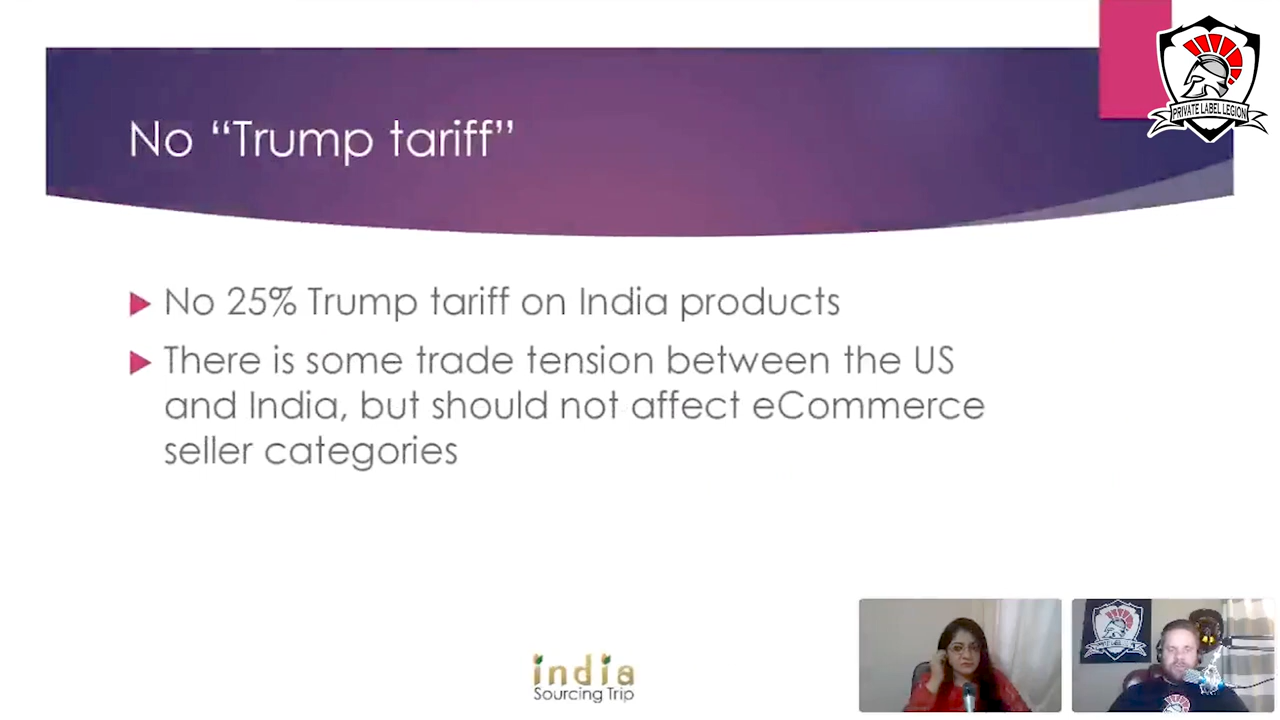 PRIVATE LABEL LEGION
No “Trump tariff”
No 25% Trump tariff on India products
There is some trade tension between the US
and India, but should not affect eCommerce
seller categories
india
Sourcing Trip